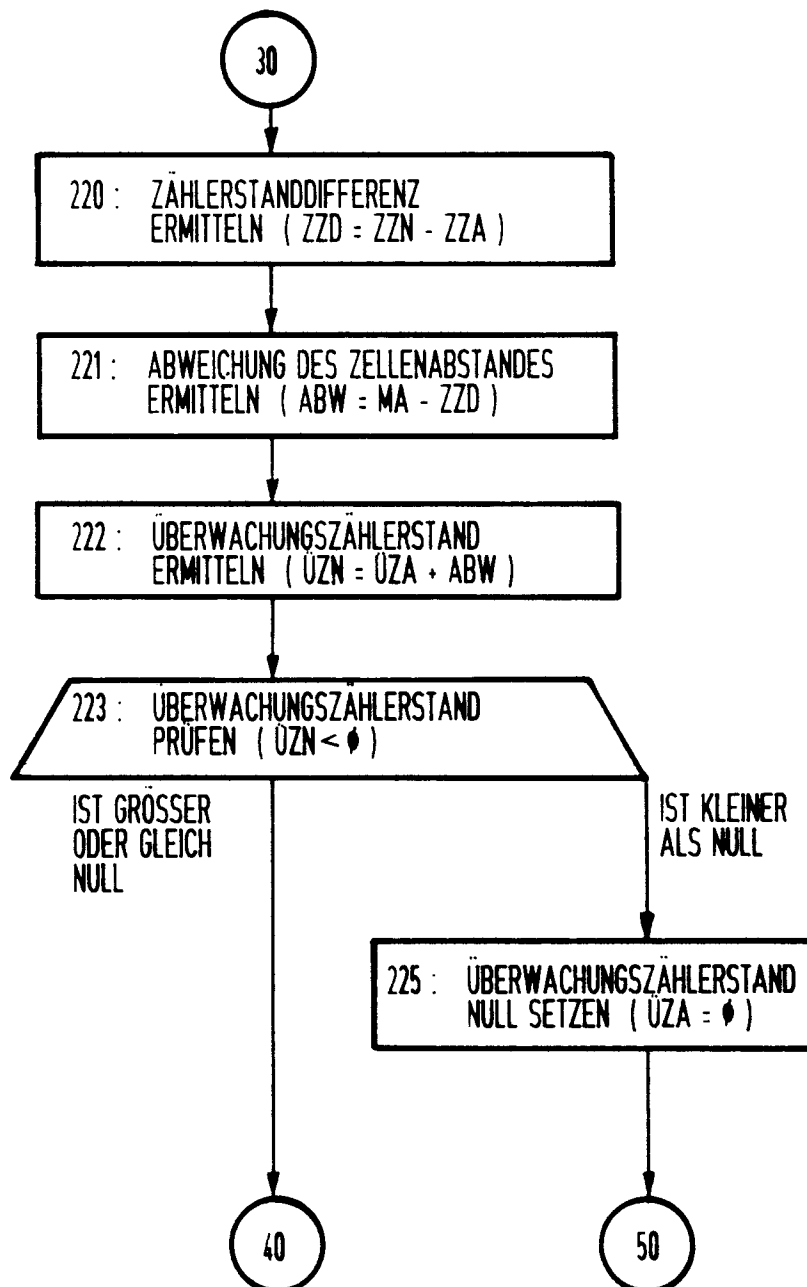 30
220 : ZÄHLERSTANDDIFFERENZ
ERMITTELN ( ZZD = ZZN - ZZA )
221 : ABWEICHUNG DES ZELLENABSTANDES
ERMITTELN ( ABW = MA - ZZD )
222 : ÜBERWACHUNGSZÄHLERSTAND
ERMITTELN ( ÜZN = ÜZA + ABW )
223 : ÜBERWACHUNGSZÄHLERSTAND
PRÜFEN ( ÜZN < 0 )
IST GRÖSSER
ODER GLEICH
NULL
IST KLEINER
ALS NULL
225 : ÜBERWACHUNGSZÄHLERSTAND
NULL SETZEN ( ÜZA = 0 )
40
50